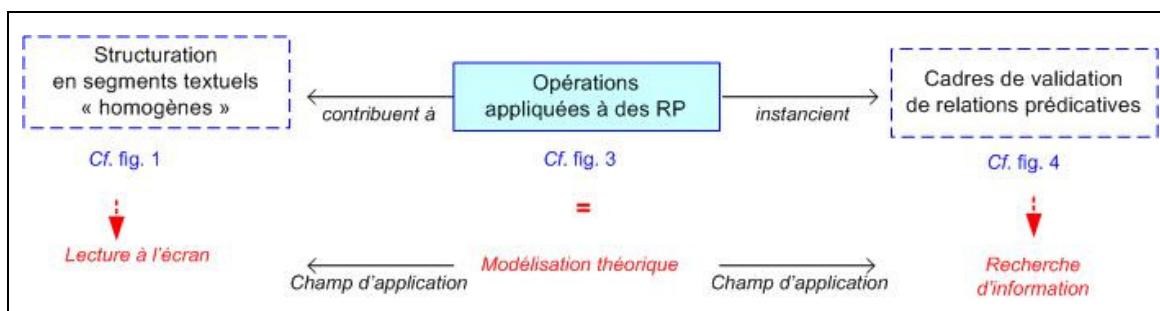 Structuration
en segments textuels
« homogènes »
contribuent à
Opérations
appliquées à des RP
instancient
Cadres de validation
de relations prédicatives
Cf. fig. 1
Cf. fig. 3
Cf. fig. 4
=
Lecture à l’écran
Champ d’application
Modélisation théorique
Champ d’application
Recherche
d’information